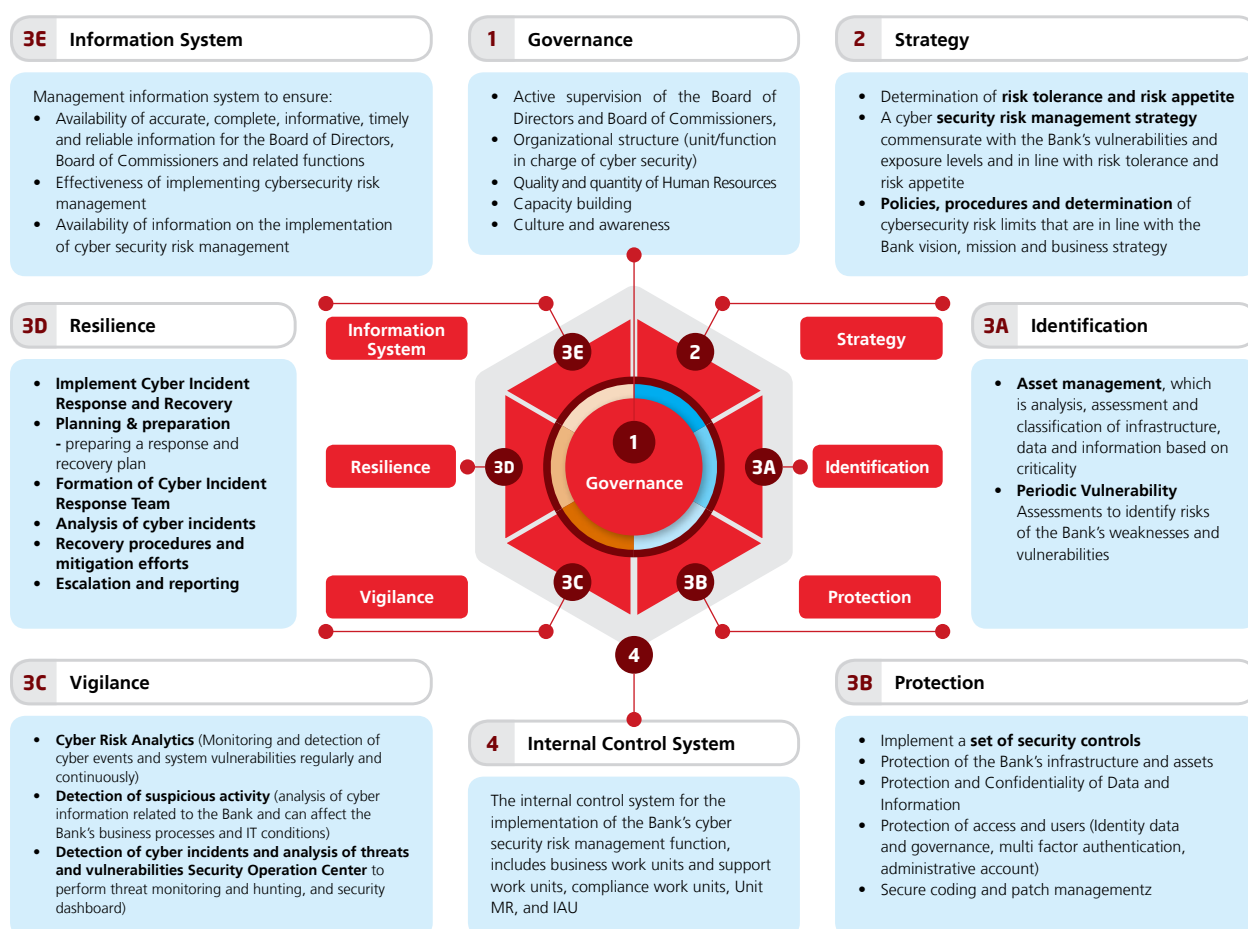 3E Information System
Management information system to ensure:
• Availability of accurate, complete, informative, timely
and reliable information for the Board of Directors,
Board of Commissioners and related functions
• Effectiveness of implementing cybersecurity risk
management
• Availability of information on the implementation
of cyber security risk management
1 Governance
• Active supervision of the Board of
Directors and Board of Commissioners,
• Organizational structure (unit/function
in charge of cyber security)
• Quality and quantity of Human Resources
• Capacity building
• Culture and awareness
2 Strategy
• Determination of risk tolerance and risk appetite
• A cyber security risk management strategy
commensurate with the Bank's vulnerabilities and
exposure levels and in line with risk tolerance and
risk appetite
• Policies, procedures and determination of
cybersecurity risk limits that are in line with the
Bank vision, mission and business strategy
3D Resilience
• Implement Cyber Incident
Response and Recovery
• Planning & preparation
- preparing a response and
recovery plan
• Formation of Cyber Incident
Response Team
• Analysis of cyber incidents
• Recovery procedures and
mitigation efforts
• Escalation and reporting
Information
System
3E
2
Strategy
Resilience
3D
1
Governance
3A
Identification
Vigilance
3C
3B
Protection
4
3A Identification
• Asset management, which
is analysis, assessment and
classification of infrastructure,
data and information based on
criticality
• Periodic Vulnerability
Assessments to identify risks
of the Bank's weaknesses and
vulnerabilities
3C Vigilance
• Cyber Risk Analytics (Monitoring and detection of
cyber events and system vulnerabilities regularly and
continuously)
• Detection of suspicious activity (analysis of cyber
information related to the Bank and can affect the
Bank's business processes and IT conditions)
• Detection of cyber incidents and analysis of threats
and vulnerabilities Security Operation Center to
perform threat monitoring and hunting, and security
dashboard)
4 Internal Control System
The internal control system for the
implementation of the Bank's cyber
security risk management function,
includes business work units and support
work units, compliance work units, Unit
MR, and IAU
3B Protection
• Implement a set of security controls
• Protection of the Bank's infrastructure and assets
• Protection and Confidentiality of Data and
Information
• Protection of access and users (Identity data
and governance, multi factor authentication,
administrative account)
• Secure coding and patch managementz